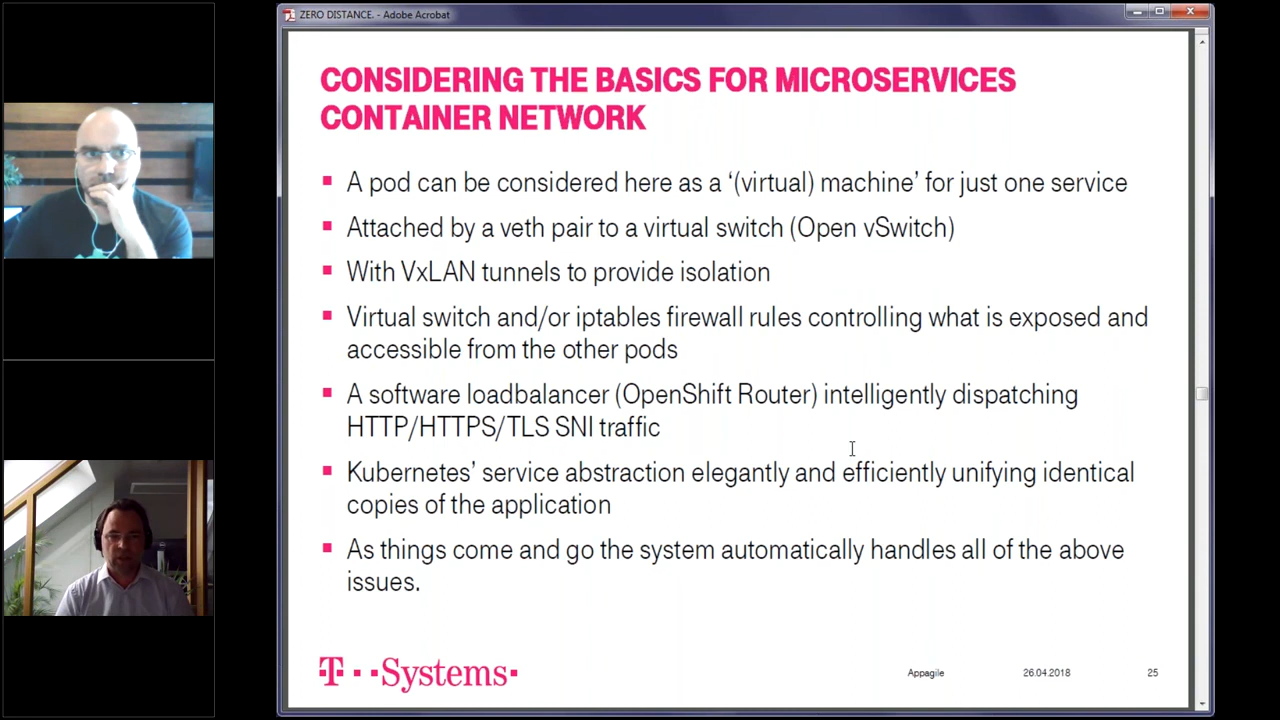 ZERO DISTANCE. - Adobe Acrobat
CONSIDERING THE BASICS FOR MICROSERVICES
CONTAINER NETWORK
▪ A pod can be considered here as a ‘(virtual) machine’ for just one service
▪ Attached by a veth pair to a virtual switch (Open vSwitch)
▪ With VxLAN tunnels to provide isolation
▪ Virtual switch and/or iptables firewall rules controlling what is exposed and
accessible from the other pods
▪ A software loadbalancer (OpenShift Router) intelligently dispatching
HTTP/HTTPS/TLS SNI traffic
▪ Kubernetes’ service abstraction elegantly and efficiently unifying identical
copies of the application
▪ As things come and go the system automatically handles all of the above
issues.
T··Systems·
Appagile 26.04.2018 25